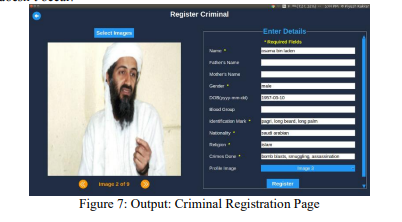 Register Criminal
Select Images
Enter Details
* Required Fields
Name *
osama bin laden
Father's Name
Mother's Name
Gender *
male
DOB(yyyy-mm-dd)
1957-03-10
Blood Group
Identification Mark *
pagri, long beard, long palm
Nationality *
saudi arabian
Religion *
islam
Crimes Done *
bomb blasts, smuggling, assassination
Profile Image
Image 2
Image 2 of 9
Register
Figure 7: Output: Criminal Registration Page